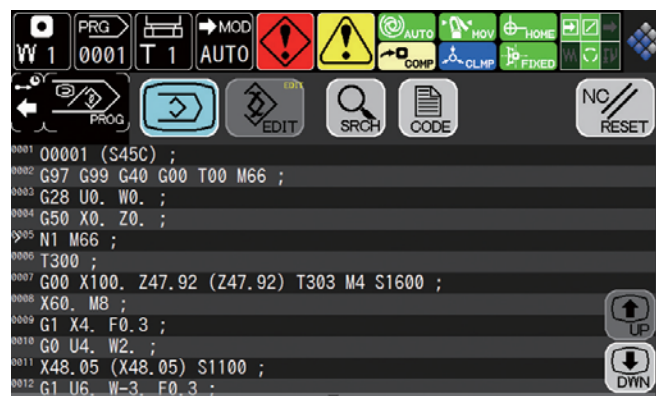 W 1
PRG 0001
T 1
MOD AUTO
AUTO MOV HOME
COMP CLMP FIXED
PROG
EDIT EDIT
SRCH
CODE
NC// RESET
0001 O0001 (S45C) ;
0002 G97 G99 G40 G00 T00 M66 ;
0003 G28 U0. W0. ;
0004 G50 X0. Z0. ;
05 N1 M66 ;
0006 T300 ;
0007 G00 X100. Z47.92 (Z47.92) T303 M4 S1600 ;
0008 X60. M8 ;
0009 G1 X4. F0.3 ;
0010 G0 U4. W2. ;
0011 X48.05 (X48.05) S1100 ;
0012 G1 U6. W-3. F0.3 ;
UP
DWN